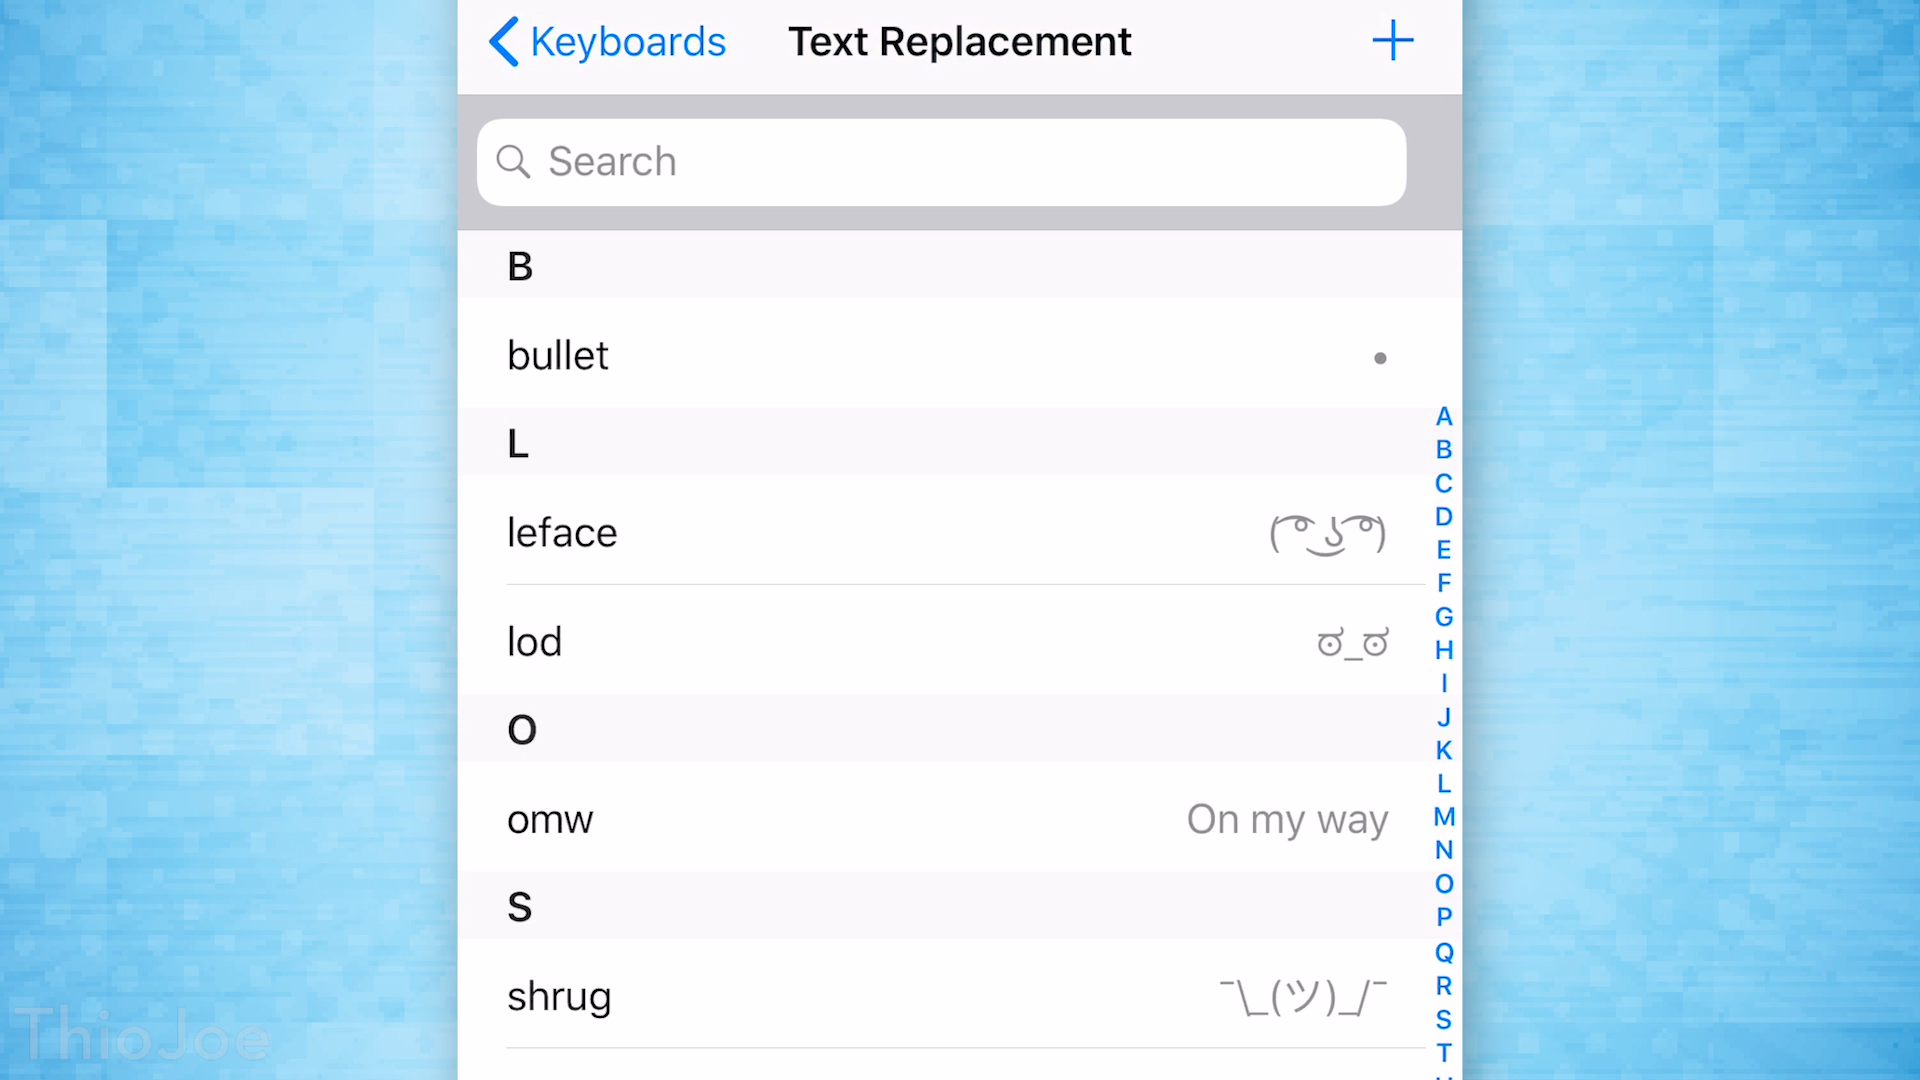 Keyboards
Text Replacement
+
Search
B
bullet •
L
leface ( ͡° ͜ʖ ͡°)
lod ಠ_ಠ
O
omw On my way
S
shrug ¯\_(ツ)_/¯
A
B
C
D
E
F
G
H
I
J
K
L
M
N
O
P
Q
R
S
T
ThioJoe